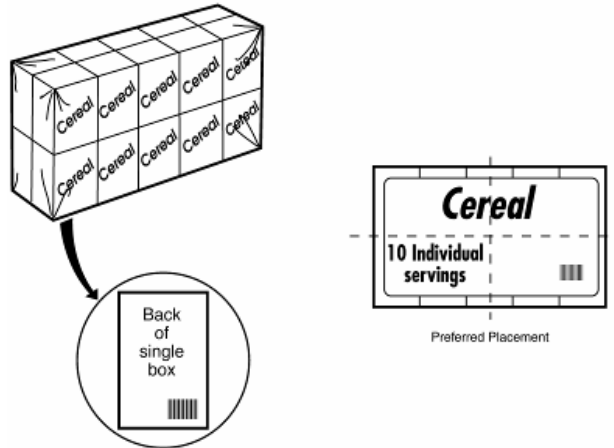 Cereal
Cereal
Cereal
Cereal
Cereal
Cereal
Cereal
Cereal
Cereal
Cereal
Back
of
single
box
Cereal
10 Individual
servings
Preferred Placement